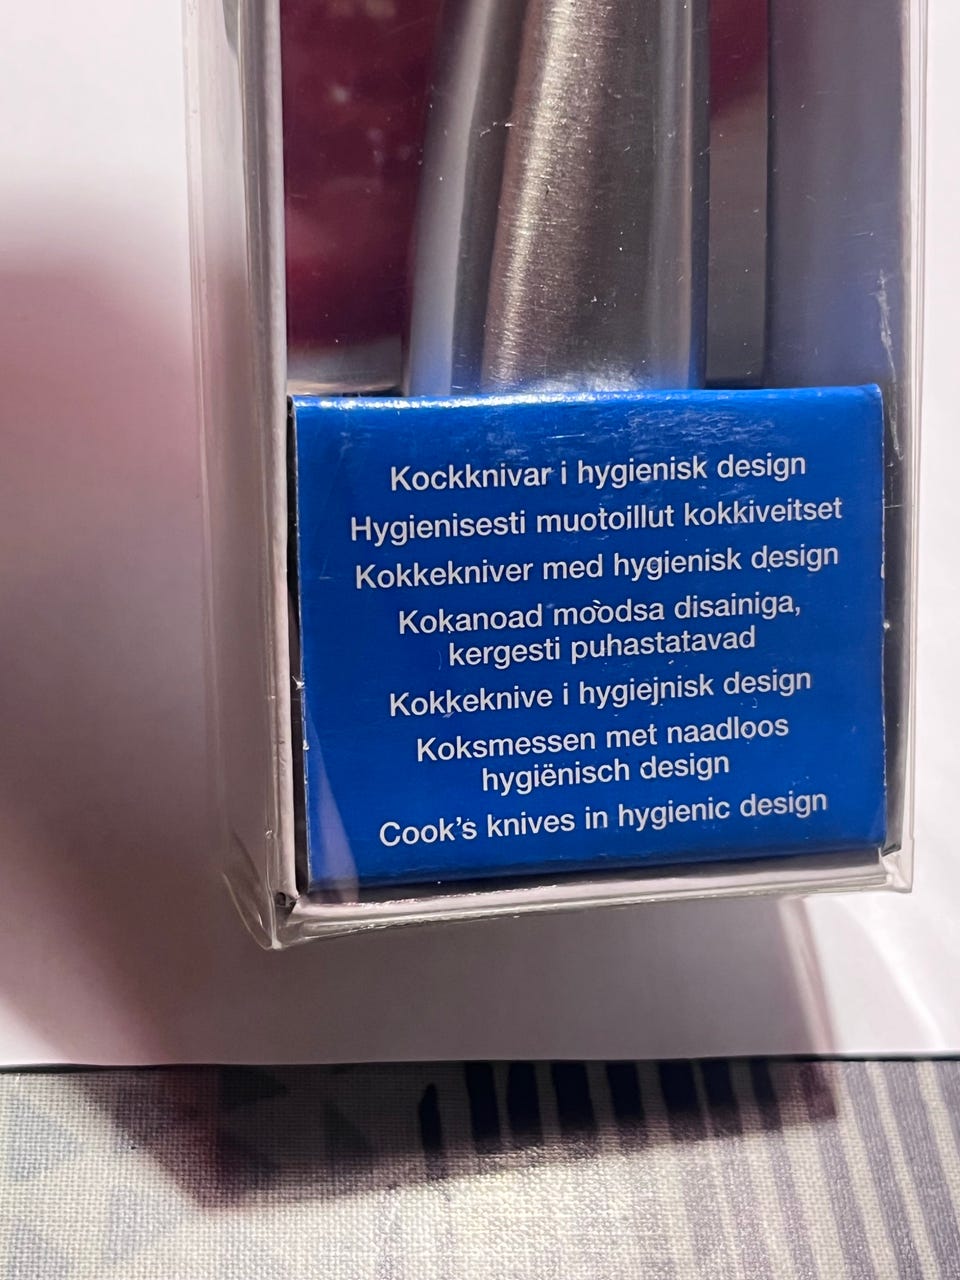 Kockknivar i hygienisk design
Hygienisesti muotoillut kokkiveitset
Kokkekniver med hygienisk design
Kokanoad moodsa disainiga,
kergesti puhastatavad
Kokkeknive i hygiejnisk design
Koksmessen met naadloos
hygiënisch design
Cook's knives in hygienic design